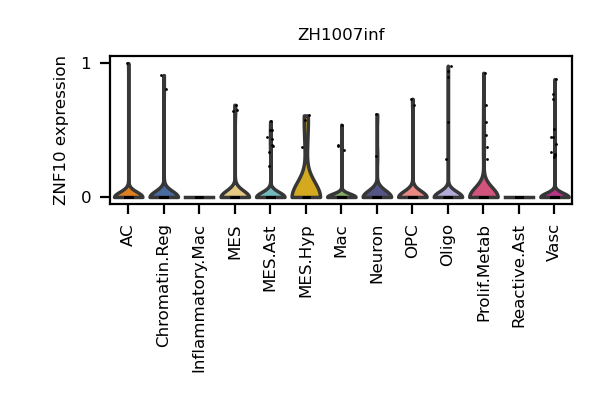 ZH1007inf
ZNF10 expression
1
0
AC
Chromatin.Reg
Inflammatory.Mac
MES
MES.Ast
MES.Hyp
Mac
Neuron
OPC
Oligo
Prolif.Metab
Reactive.Ast
Vasc